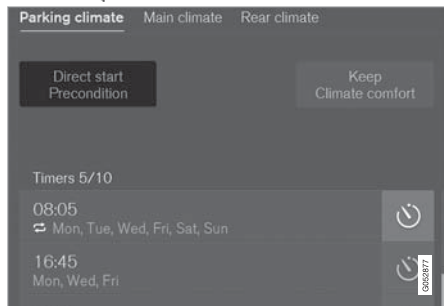 Parking climate Main climate Rear climate
Direct start
Precondition
Keep
Climate comfort
Timers 5/10
08:05
Mon, Tue, Wed, Fri, Sat, Sun
16:45
Mon, Wed, Fri
G052877